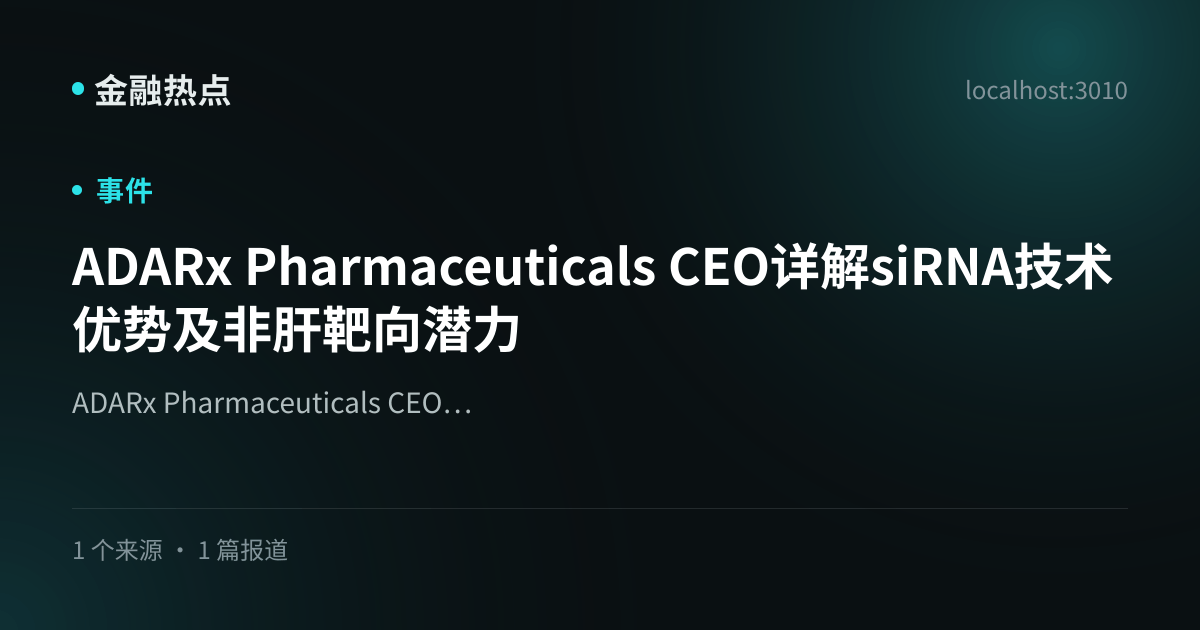 金融热点
localhost:3010
事件
ADARx Pharmaceuticals CEO详解siRNA技术
优势及非肝靶向潜力
ADARx Pharmaceuticals CEO…
1 个来源 · 1 篇报道